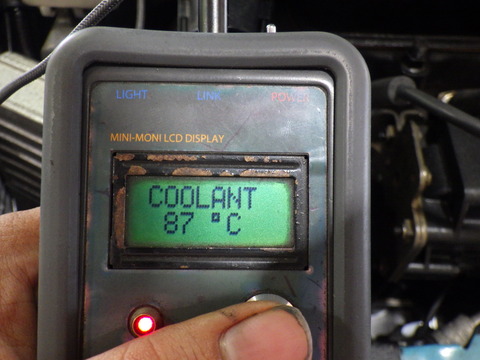 LIGHT LINK POWER
MINI-MONI LCD DISPLAY
COOLANT
87 °C